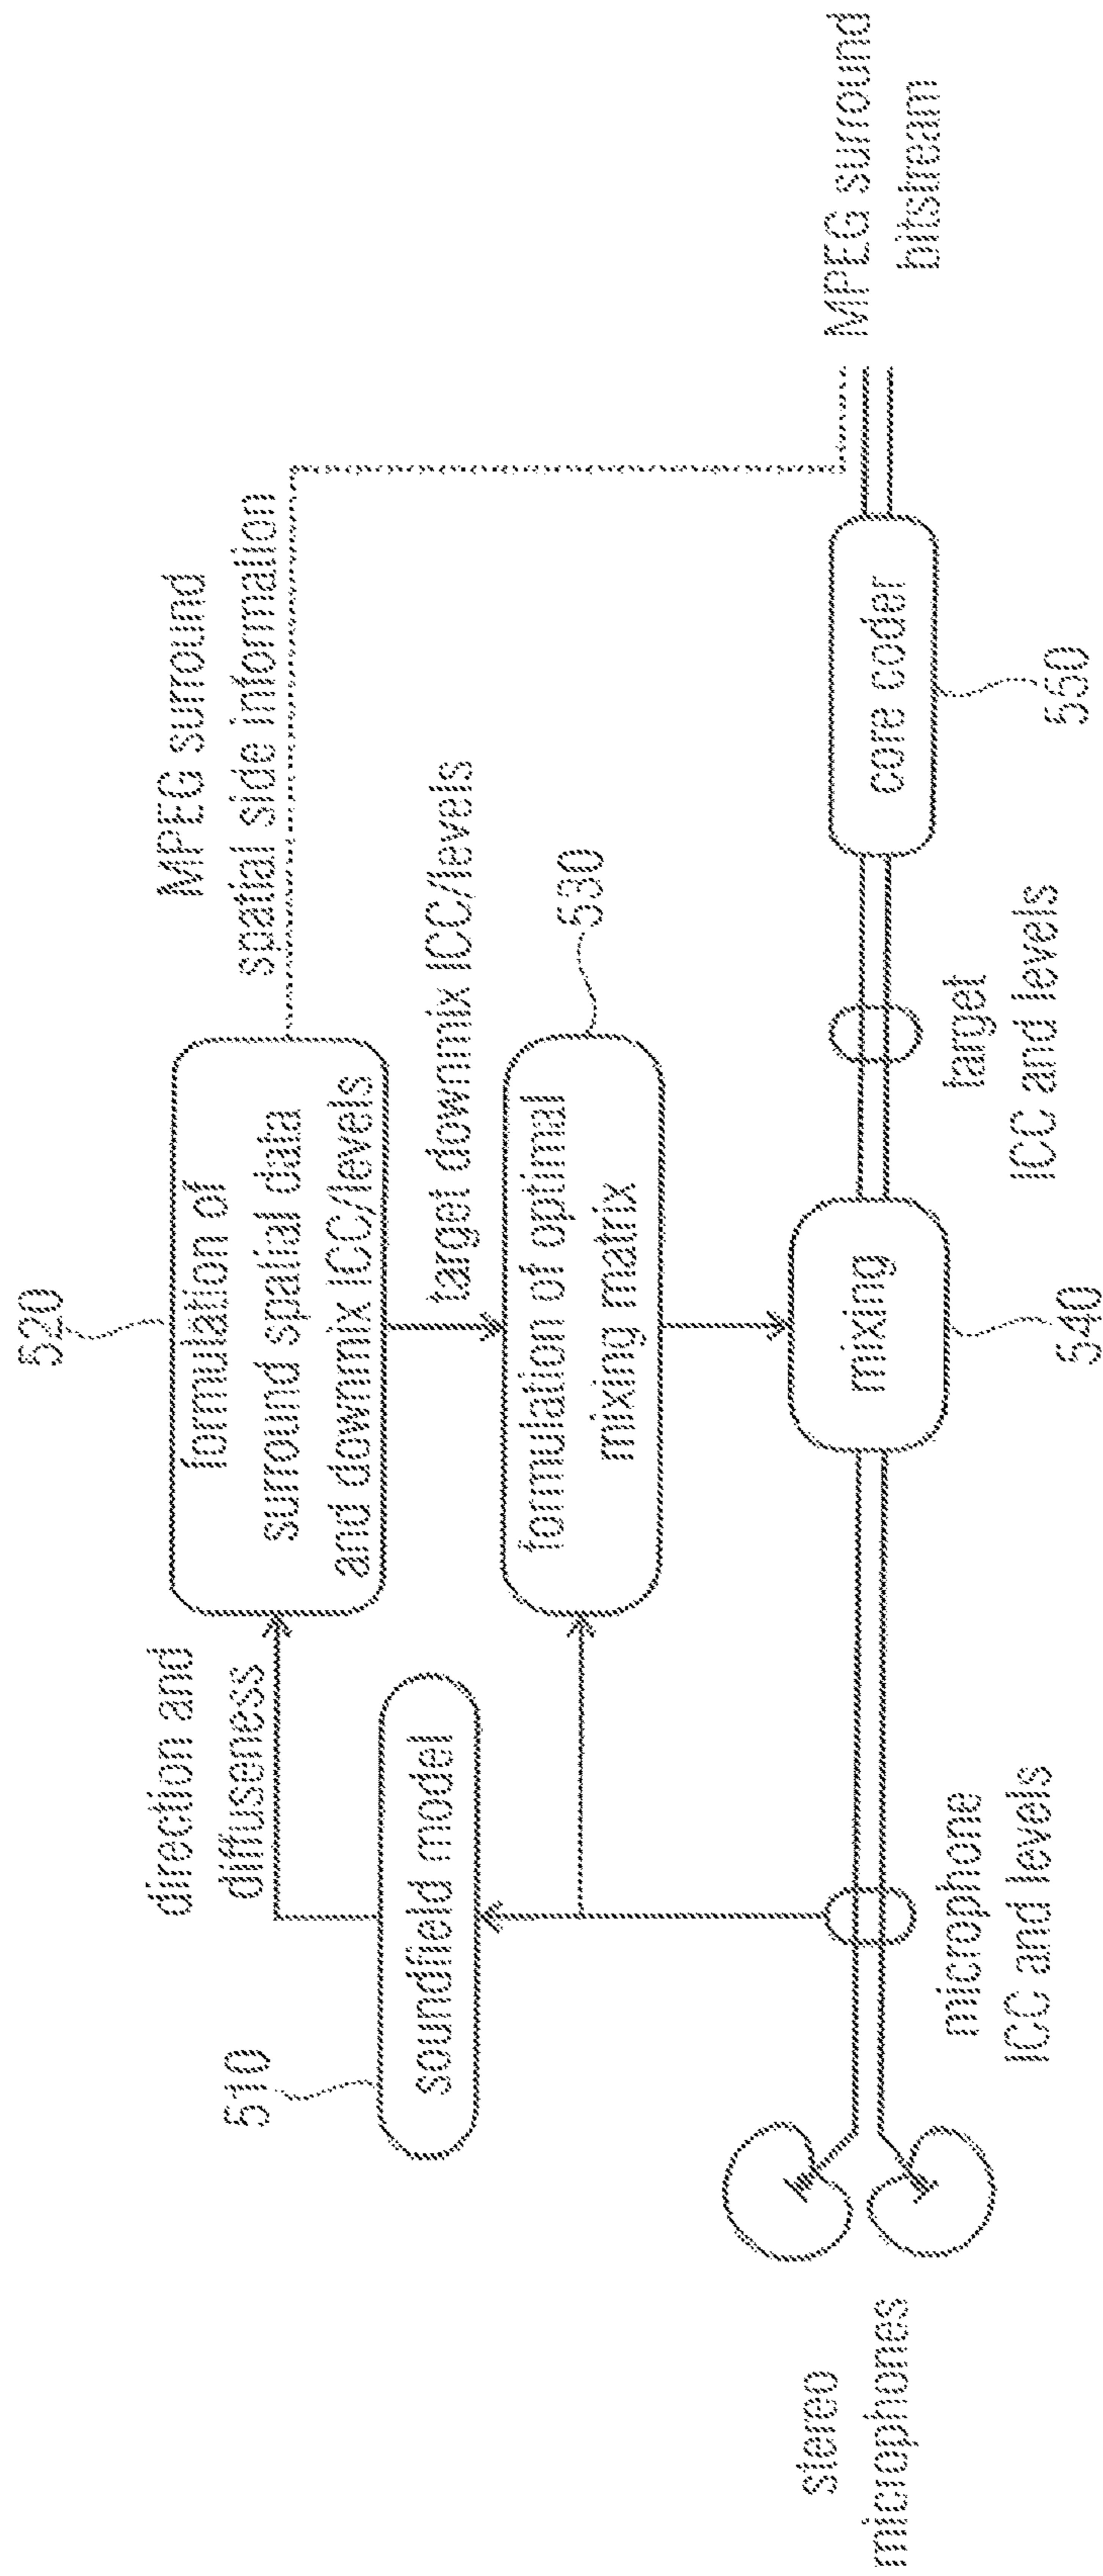 520
MPEG surround
spatial side information
formulation of
surround spatial data
and downmix ICC/levels
direction and
diffuseness
510
soundfield model
target downmix ICC/levels
530
formulation of optimal
mixing matrix
stereo
microphones
mixing
core coder
MPEG surround
bitstream
microphone
ICC and levels
540
target
ICC and levels
550